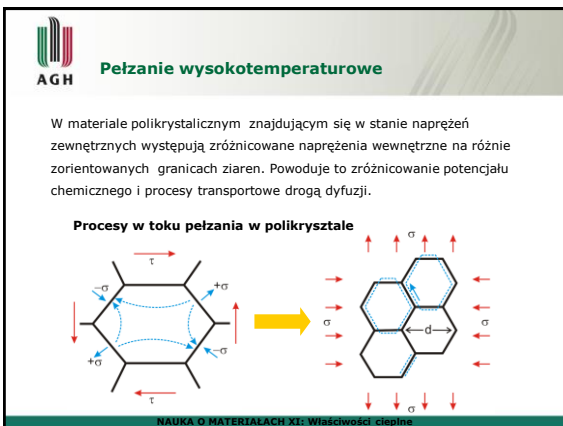 AGH
Pełzanie wysokotemperaturowe
W materiale polikrystalicznym znajdującym się w stanie naprężeń
zewnętrznych występują zróżnicowane naprężenia wewnętrzne na różnie
zorientowanych granicach ziaren. Powoduje to zróżnicowanie potencjału
chemicznego i procesy transportowe drogą dyfuzji.
Procesy w toku pełzania w polikrysztale
τ
-σ
+σ
+σ
-σ
τ
σ
σ
d
σ
σ
NAUKA O MATERIAŁACH XI: Właściwości cieplne